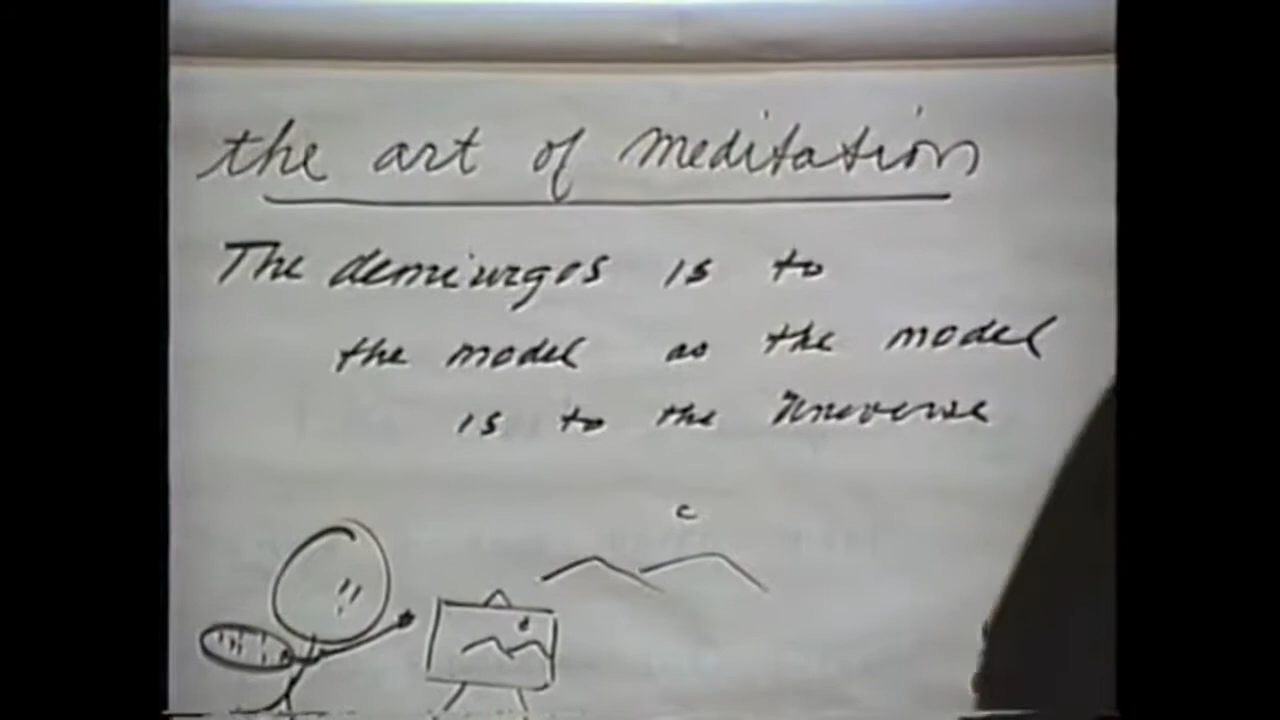 the art of meditation
The demiurgos is to
the model as the model
is to the Universe
c